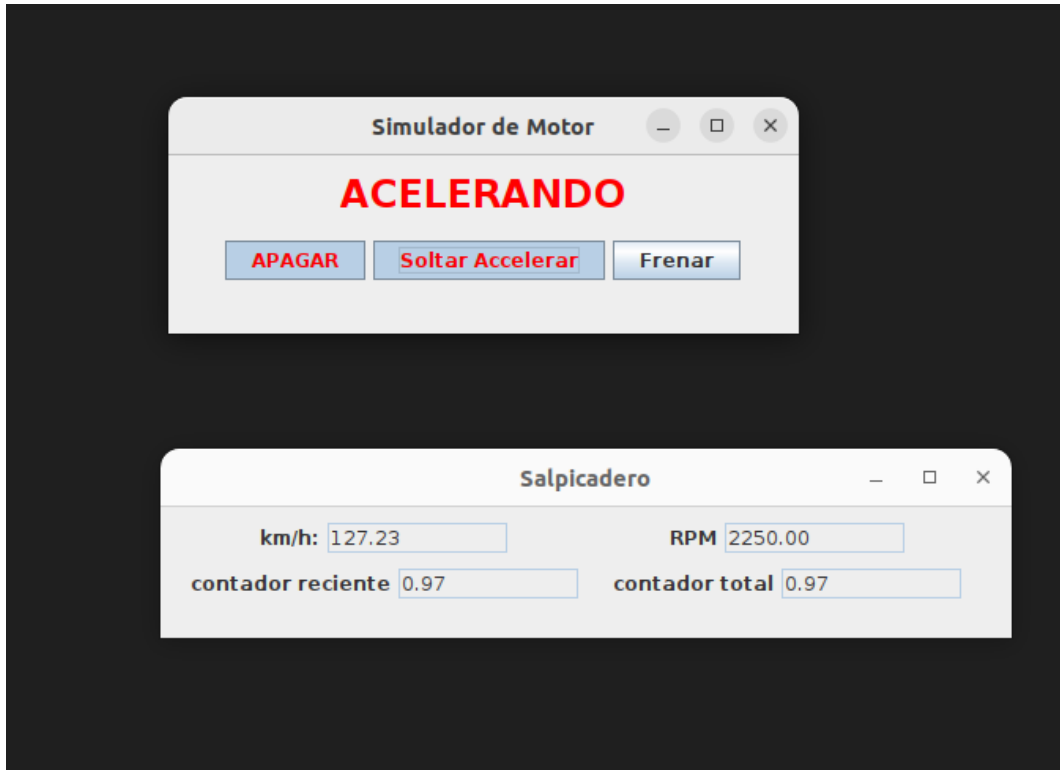 Simulador de Motor
ACELERANDO
APAGAR Soltar Accelerar Frenar
Salpicadero
km/h: 127.23 RPM 2250.00
contador reciente 0.97 contador total 0.97